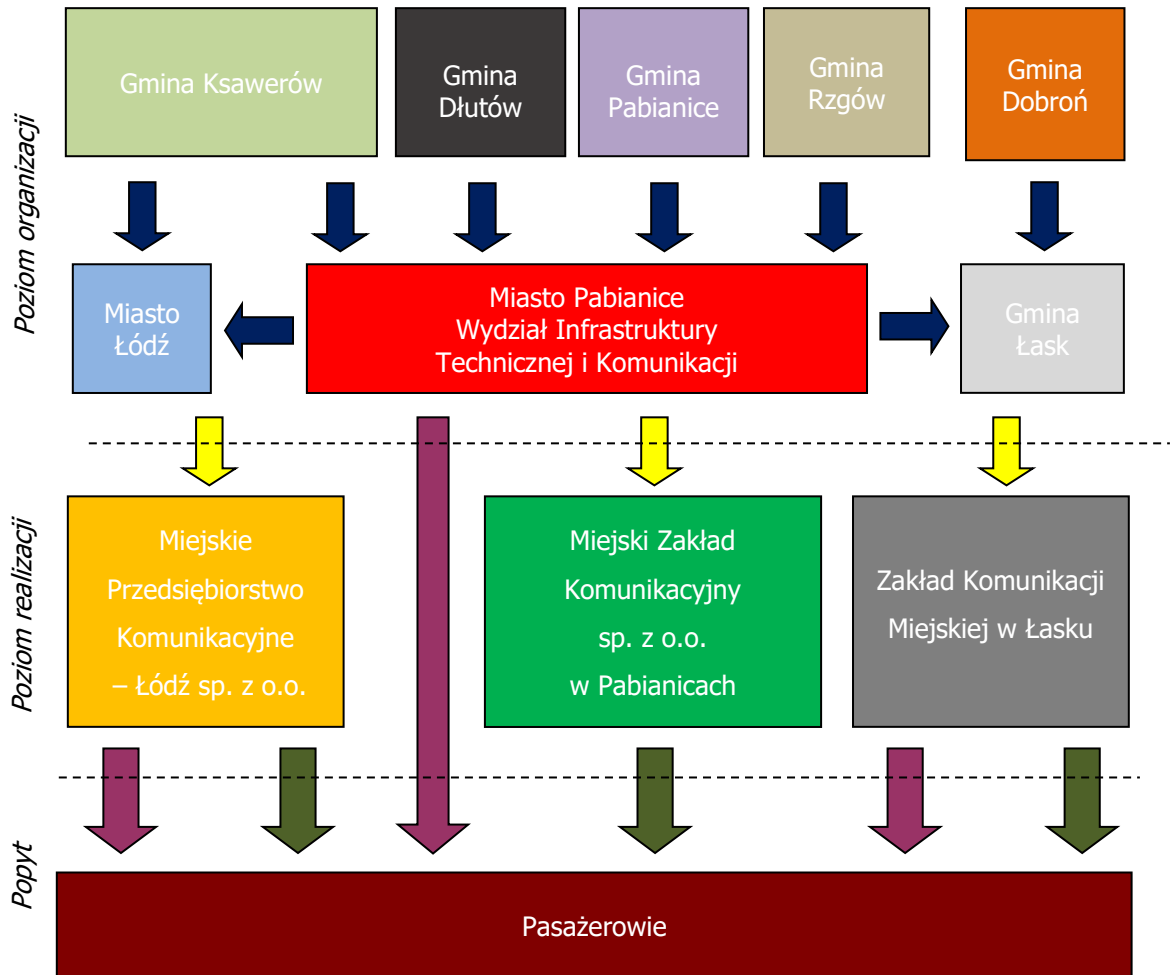 Poziom organizacji
Gmina Ksawerów
Gmina
Dłutów
Gmina
Pabianice
Gmina
Rzgów
Gmina
Dobroń
Miasto
Łódź
Miasto Pabianice
Wydział Infrastruktury
Technicznej i Komunikacji
Gmina
Łask
Poziom realizacji
Miejskie
Przedsiębiorstwo
Komunikacyjne
– Łódź sp. z o.o.
Miejski Zakład
Komunikacyjny
sp. z o.o.
w Pabianicach
Zakład Komunikacji
Miejskiej w Łasku
Popyt
Pasażerowie